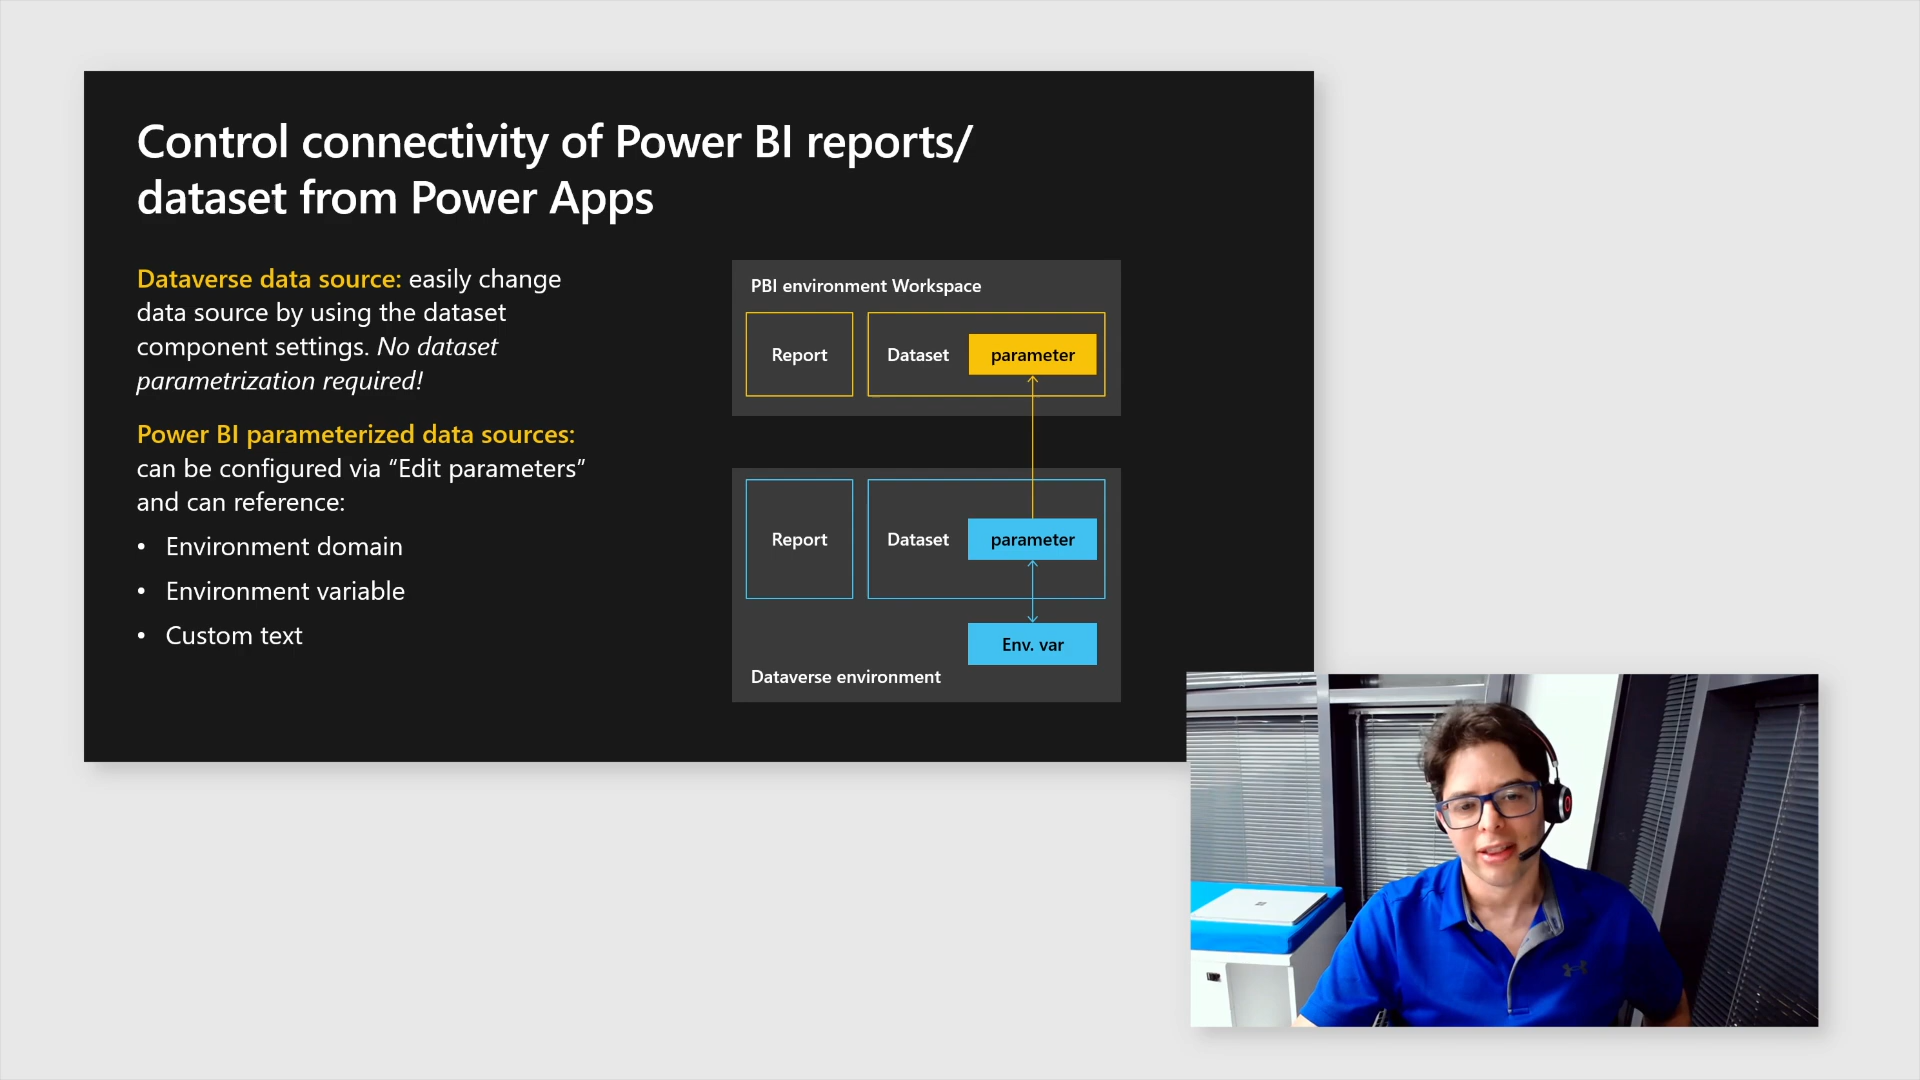 Control connectivity of Power BI reports/
dataset from Power Apps
Dataverse data source: easily change
data source by using the dataset
component settings. No dataset
parametrization required!
Power BI parameterized data sources:
can be configured via “Edit parameters”
and can reference:
• Environment domain
• Environment variable
• Custom text
PBI environment Workspace
Report
Dataset
parameter
Report
Dataset
parameter
Env. var
Dataverse environment